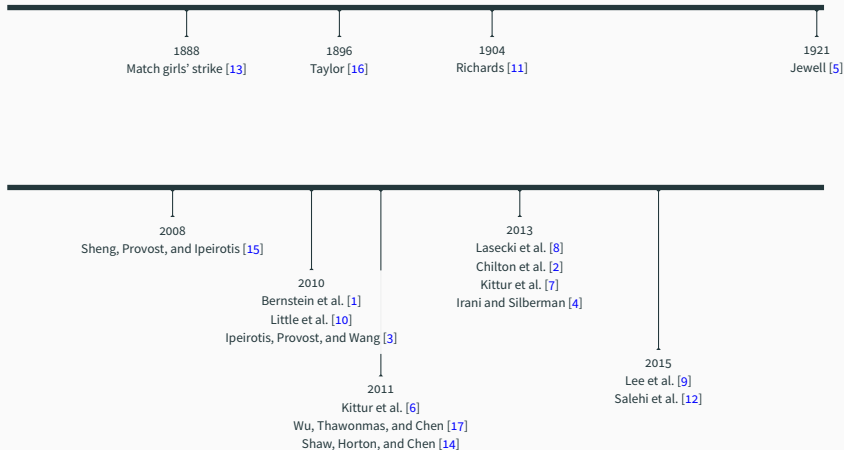 1888
Match girls' strike [13]
1896
Taylor [16]
1904
Richards [11]
1921
Jewell [5]
2008
Sheng, Provost, and Ipeirotis [15]
2010
Bernstein et al. [1]
Little et al. [10]
Ipeirotis, Provost, and Wang [3]
2011
Kittur et al. [6]
Wu, Thawonmas, and Chen [17]
Shaw, Horton, and Chen [14]
2013
Lasecki et al. [8]
Chilton et al. [2]
Kittur et al. [7]
Irani and Silberman [4]
2015
Lee et al. [9]
Salehi et al. [12]